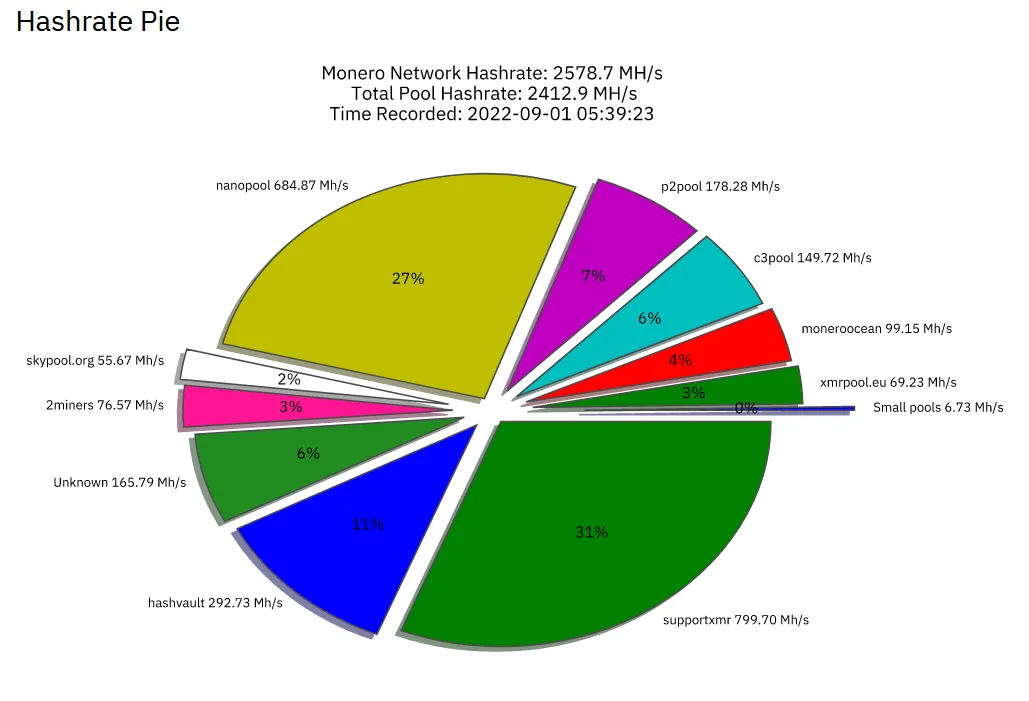 Hashrate Pie
Monero Network Hashrate: 2578.7 MH/s
Total Pool Hashrate: 2412.9 MH/s
Time Recorded: 2022-09-01 05:39:23
nanopool 684.87 Mh/s
p2pool 178.28 Mh/s
c3pool 149.72 Mh/s
27%
7%
6%
moneroocean 99.15 Mh/s
skypool.org 55.67 Mh/s
4%
2%
xmrpool.eu 69.23 Mh/s
3%
2miners 76.57 Mh/s
3%
0%
Small pools 6.73 Mh/s
6%
Unknown 165.79 Mh/s
11%
31%
hashvault 292.73 Mh/s
supportxmr 799.70 Mh/s